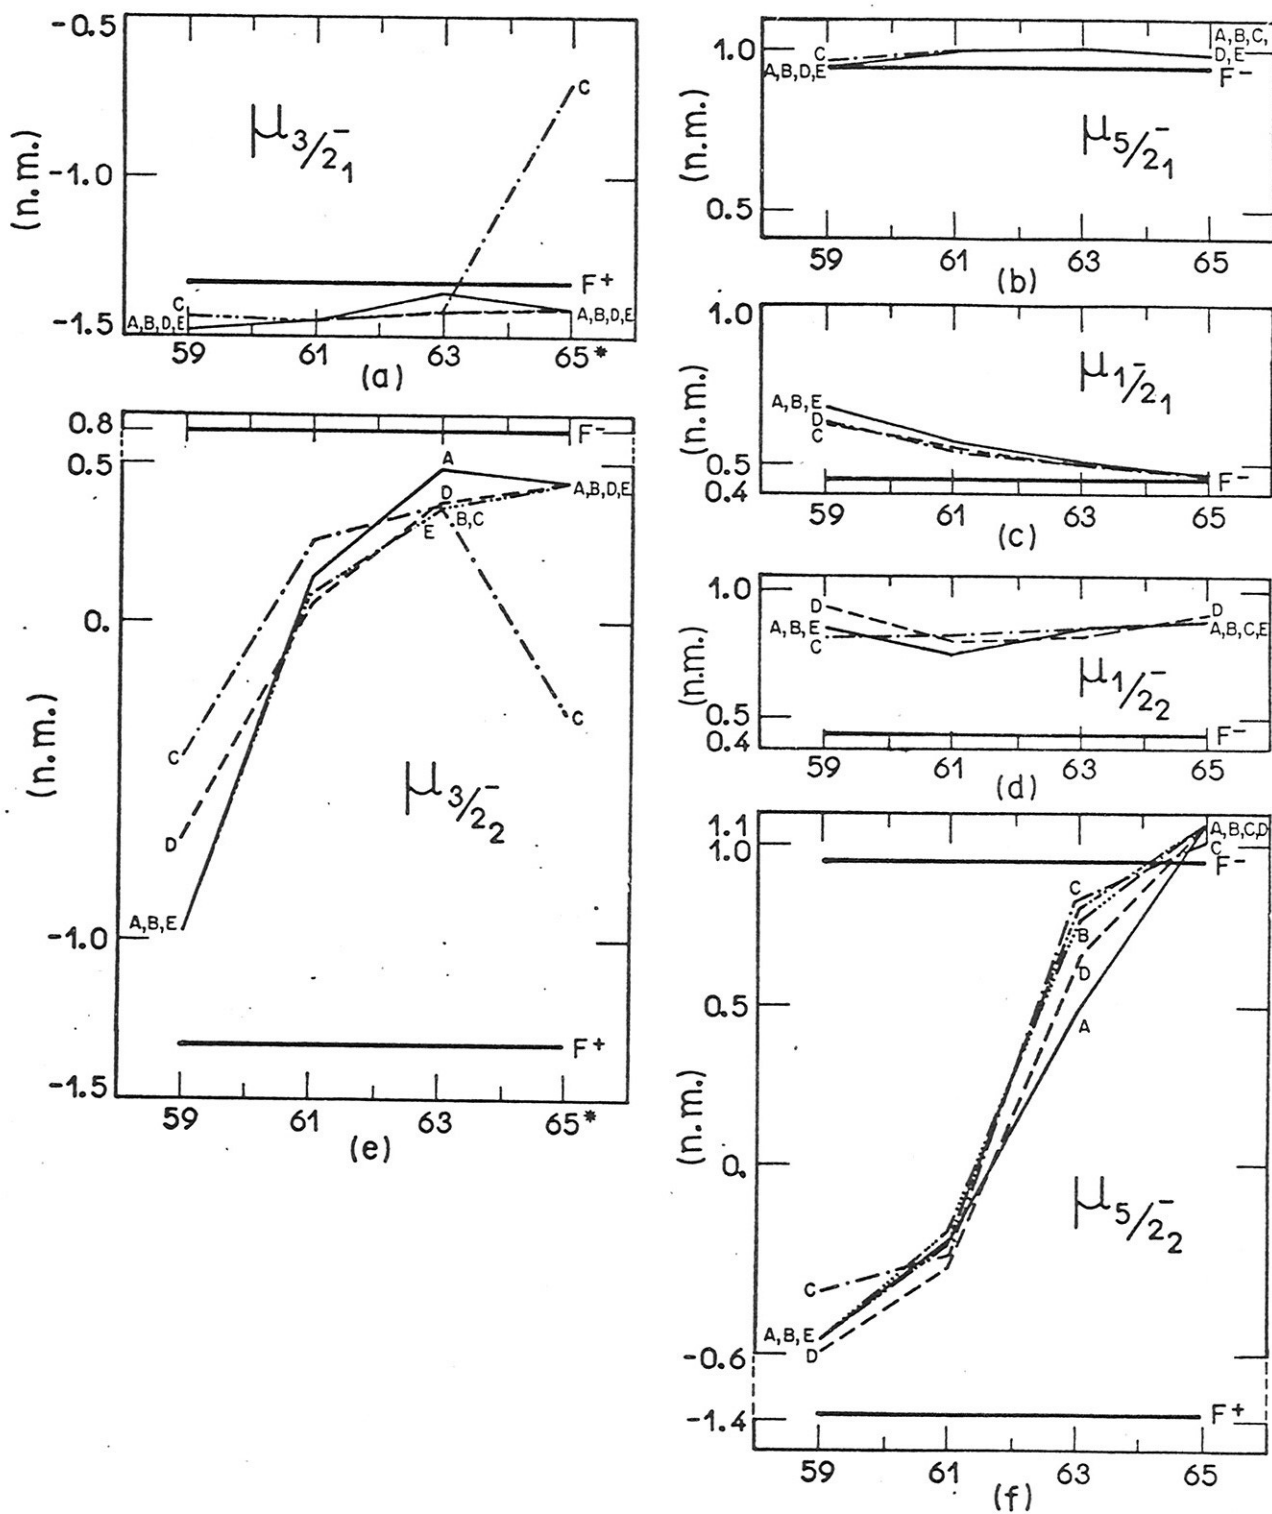 -0.5
-1.0
-1.5
(n.m.)
μ3/2⁻₁
C
F⁺
C
A,B,D,E
A,B,D,E
59 61 63 65*
(a)
1.0
0.5
(n.m.)
C
A,B,D,E
A,B,C,
D,E
F⁻
μ5/2⁻₁
59 61 63 65
(b)
1.0
0.5
0.4
(n.m.)
μ1/2⁻₁
A,B,E
D
C
F⁻
59 61 63 65
(c)
1.0
0.5
0.4
(n.m.)
D
A,B,E
C
D
A,B,C,E
μ1/2⁻₂
F⁻
59 61 63 65
(d)
0.8
0.5
0.
-1.0
-1.5
(n.m.)
F⁻
A
D
E
B,C
A,B,D,E
C
C
D
A,B,E
μ3/2⁻₂
F⁺
59 61 63 65*
(e)
1.1
1.0
0.5
0.
-0.6
-1.4
(n.m.)
A,B,C,D
C
F⁻
C
B
D
A
μ5/2⁻₂
C
A,B,E
D
F⁺
59 61 63 65
(f)